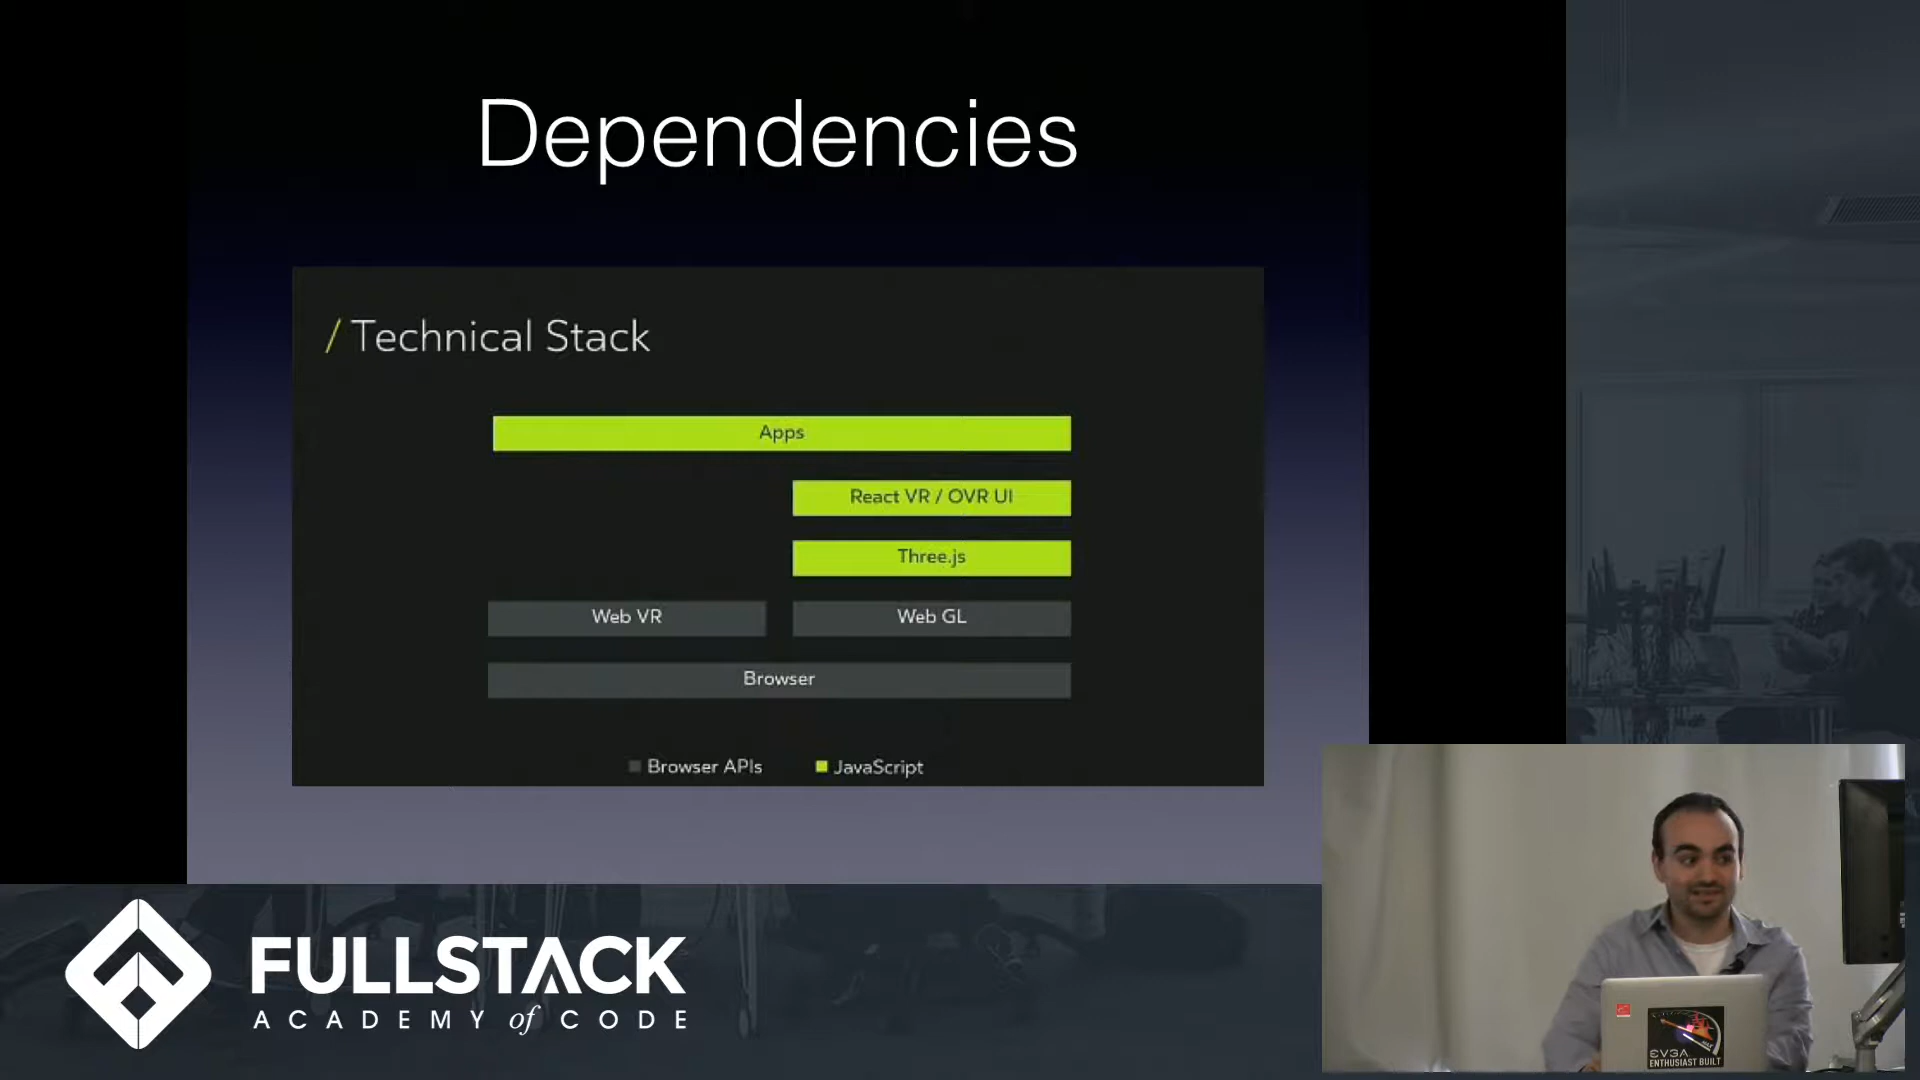 Dependencies
/ Technical Stack
Apps
React VR / OVR UI
Three.js
Web VR Web GL
Browser
Browser APIs JavaScript
FULLSTACK
ACADEMY of CODE
EVGA
ENTHUSIAST BUILT